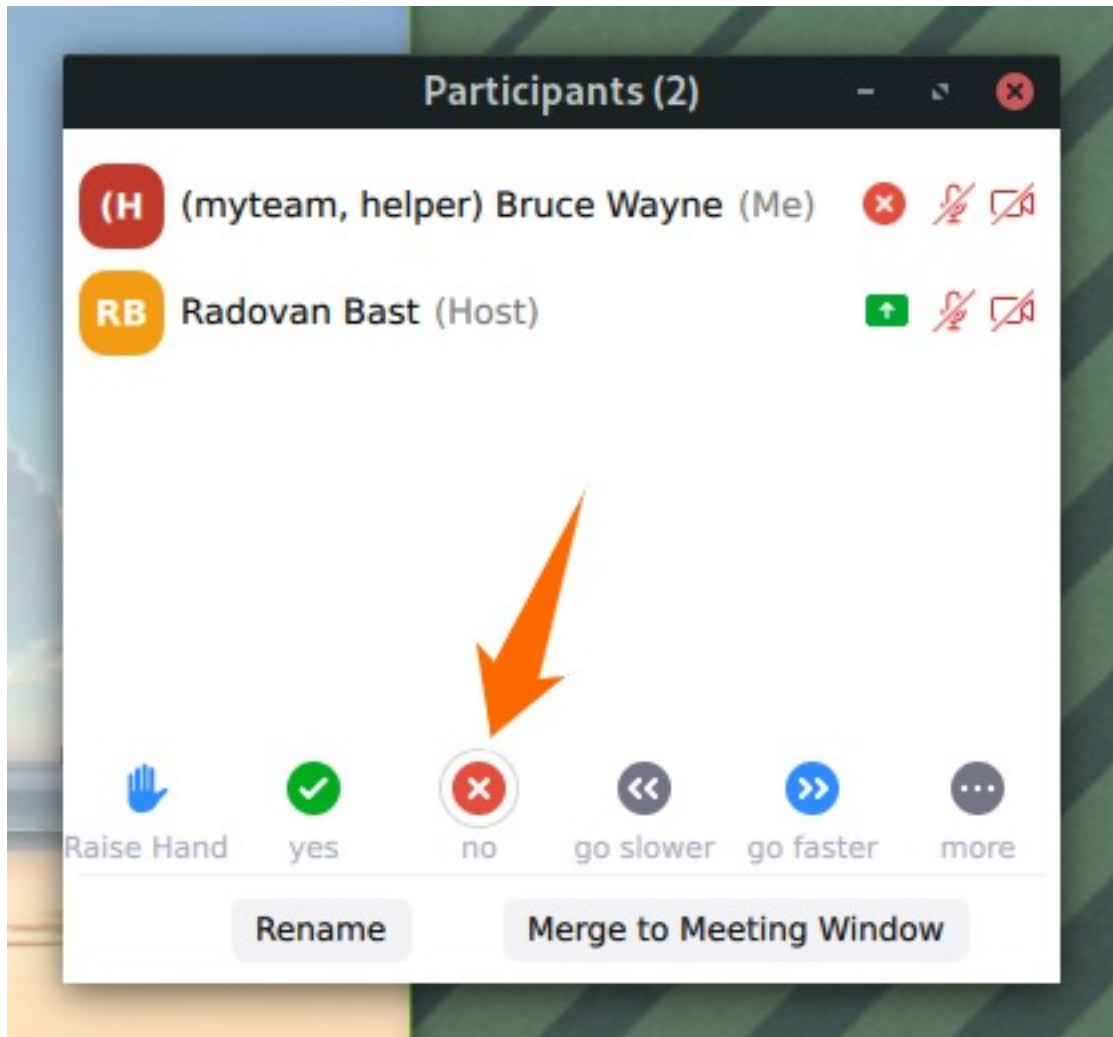 Participants (2)
(H (myteam, helper) Bruce Wayne (Me)
RB Radovan Bast (Host)
Raise Hand yes no go slower go faster more
Rename Merge to Meeting Window